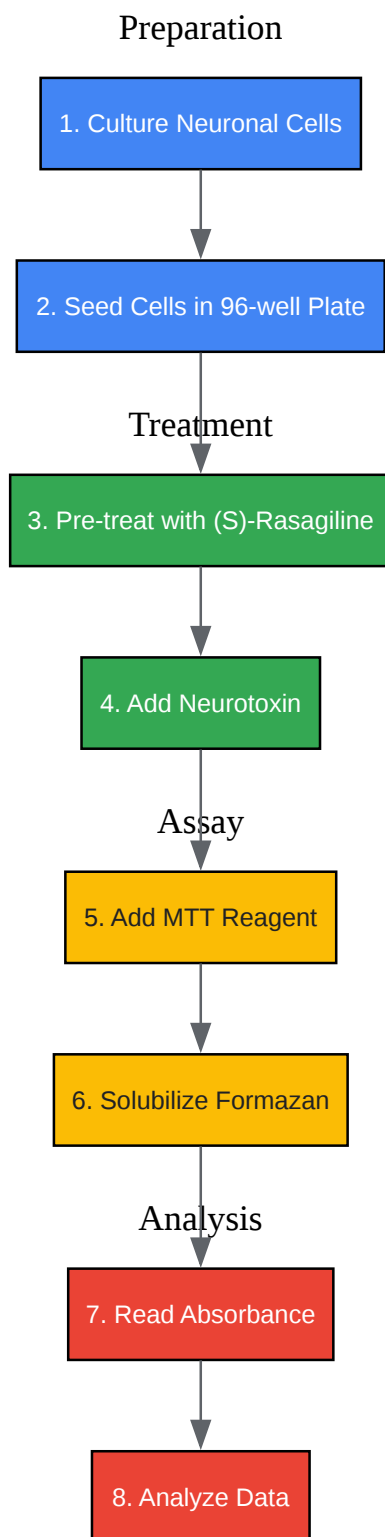 Preparation
1. Culture Neuronal Cells
2. Seed Cells in 96-well Plate
Treatment
3. Pre-treat with (S)-Rasagiline
4. Add Neurotoxin
Assay
5. Add MTT Reagent
6. Solubilize Formazan
Analysis
7. Read Absorbance
8. Analyze Data